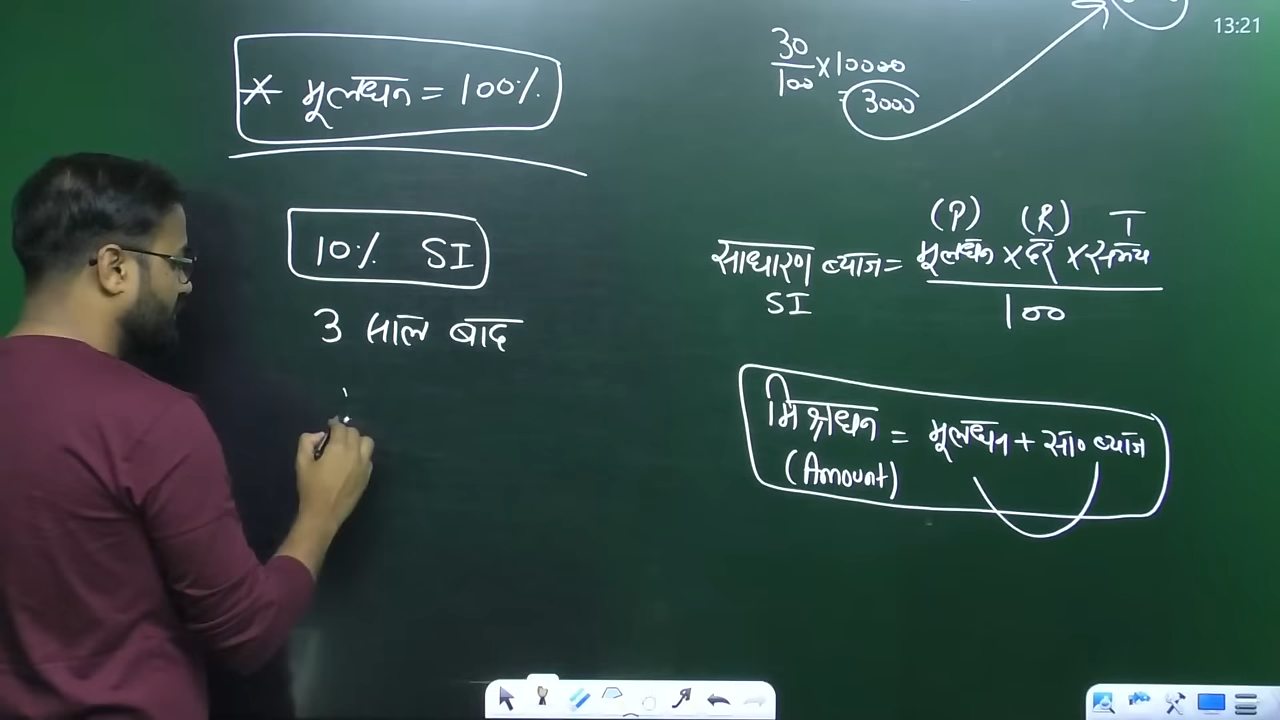 13:21
* मूलधन = 100%
30/100 × 10000
= 3000
10% SI
3 साल बाद
(P) (R) T
साधारण ब्याज = मूलधन × दर × समय
SI
100
मिश्रधन = मूलधन + सा० ब्याज
(Amount)